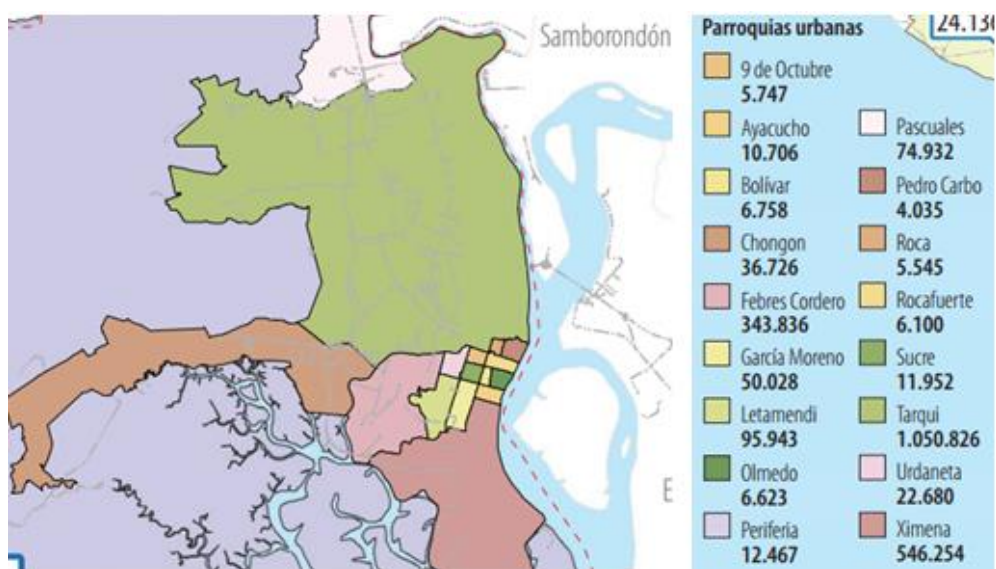 Samborondón
E
Parroquias urbanas
24.136
9 de Octubre
5.747
Ayacucho
10.706
Bolívar
6.758
Chongon
36.726
Febres Cordero
343.836
García Moreno
50.028
Letamendi
95.943
Olmedo
6.623
Periferia
12.467
Pascuales
74.932
Pedro Carbo
4.035
Roca
5.545
Rocafuerte
6.100
Sucre
11.952
Tarqui
1.050.826
Urdaneta
22.680
Ximena
546.254